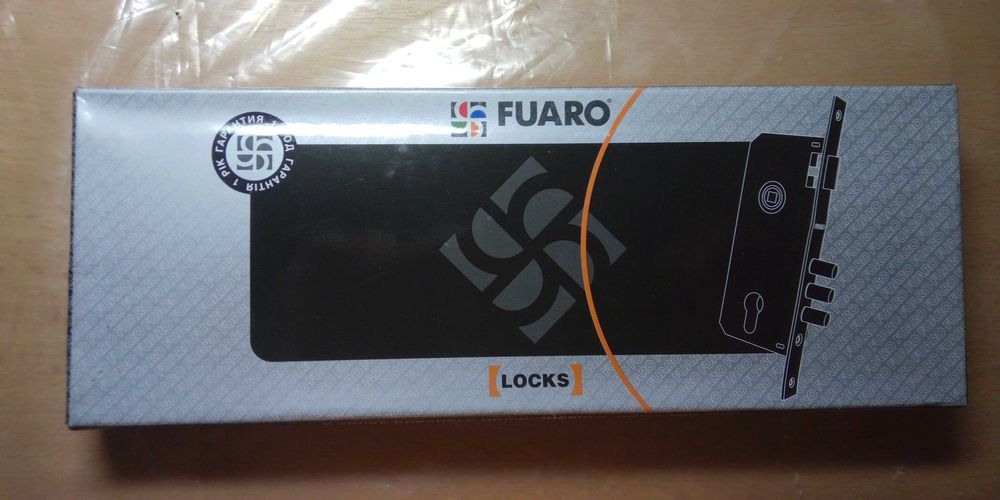 FUARO
1 ГОД ГАРАНТІЯ 1 РІК ГАРАНТИЯ
[LOCKS]